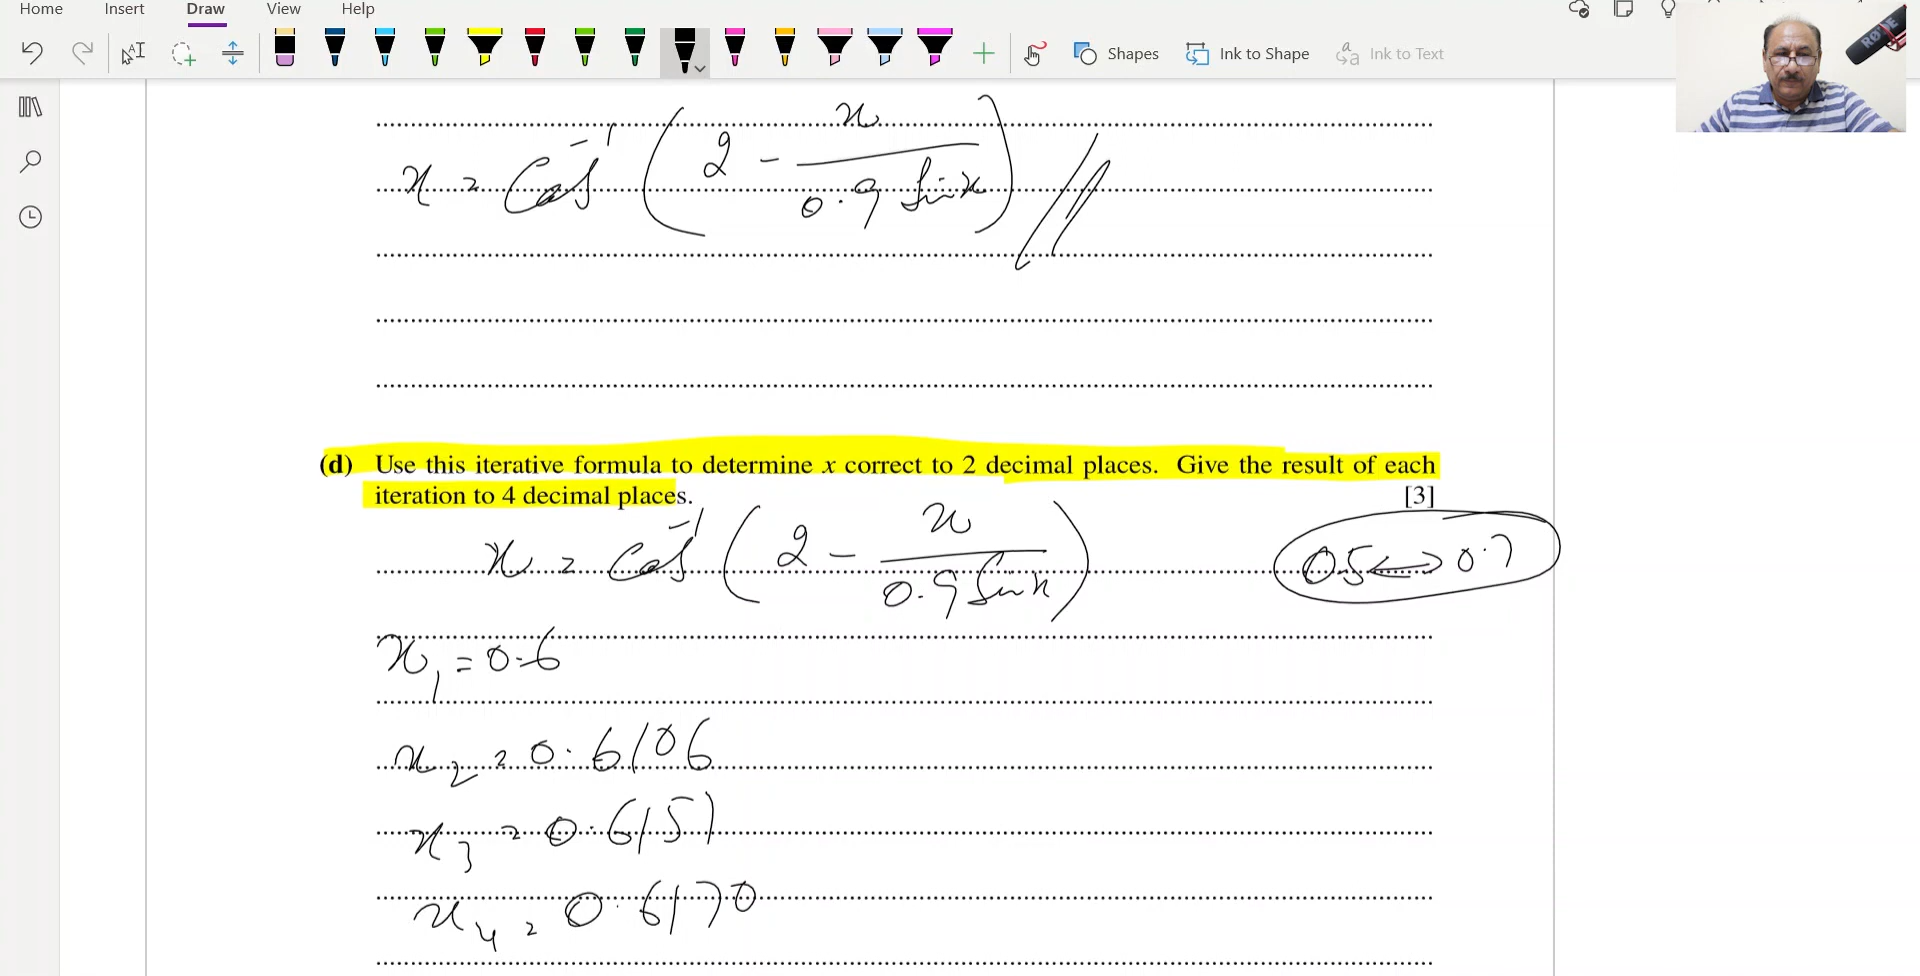 Home Insert Draw View Help
Shapes Ink to Shape Ink to Text
RØDE
x = Cos⁻¹ (2 - x / 0.9 Sin x)
(d) Use this iterative formula to determine x correct to 2 decimal places. Give the result of each
iteration to 4 decimal places. [3]
x = Cos⁻¹ (2 - x / 0.9 Sin x) 0.5 ↔ 0.7
x₁ = 0.6
x₂ = 0.6106
x₃ = 0.6151
x₄ = 0.6170